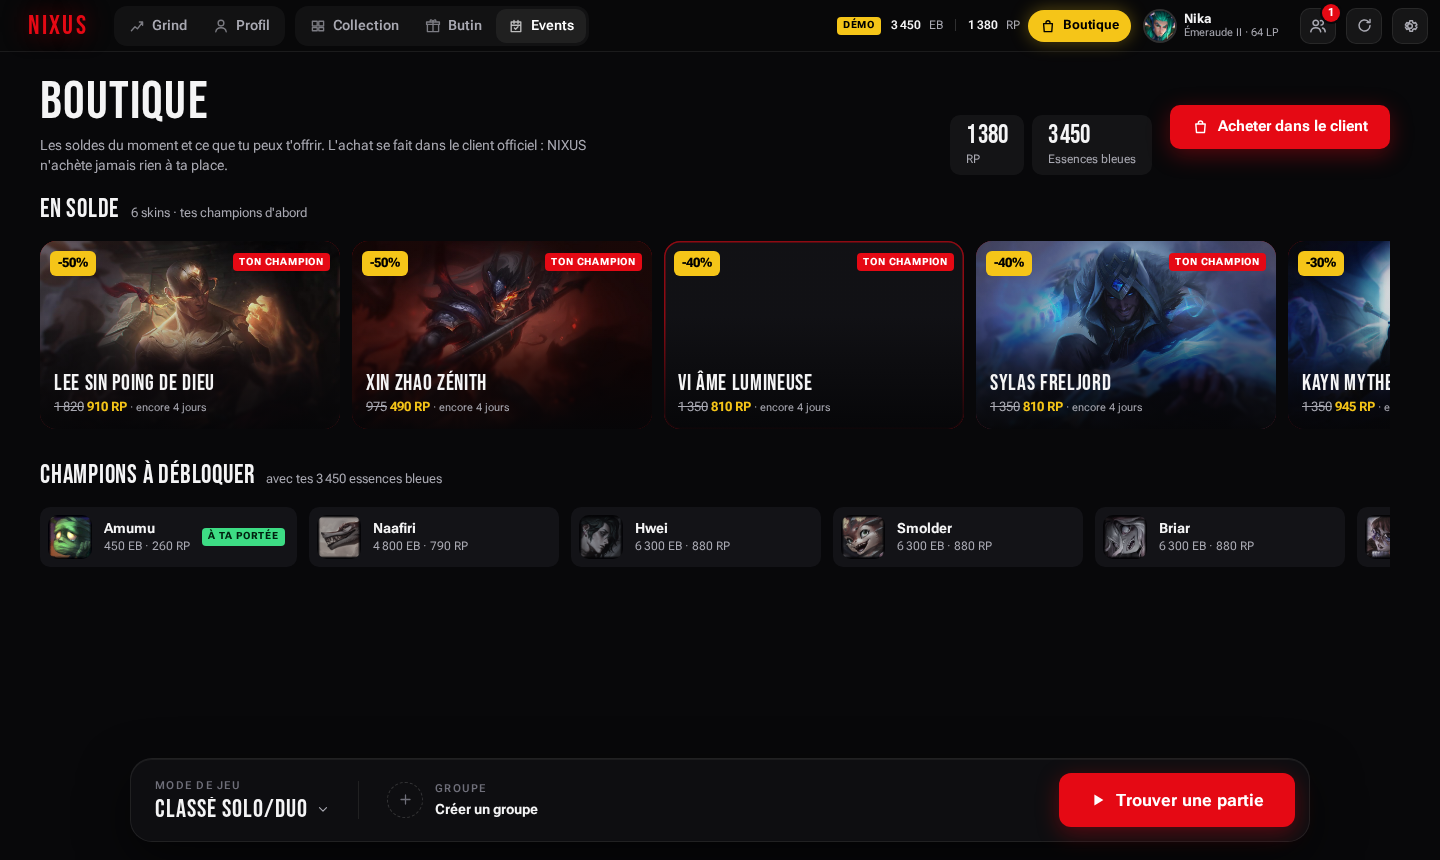 NIXUS
Grind
Profil
Collection
Butin
Events
DÉMO 3 450 EB 1 380 RP
Boutique
Nika
Émeraude II · 64 LP
1
BOUTIQUE
Les soldes du moment et ce que tu peux t'offrir. L'achat se fait dans le client officiel : NIXUS
n'achète jamais rien à ta place.
1 380
RP
3 450
Essences bleues
Acheter dans le client
EN SOLDE 6 skins · tes champions d'abord
-50% TON CHAMPION
LEE SIN POING DE DIEU
1 820 910 RP · encore 4 jours
-50% TON CHAMPION
XIN ZHAO ZÉNITH
975 490 RP · encore 4 jours
-40% TON CHAMPION
VI ÂME LUMINEUSE
1 350 810 RP · encore 4 jours
-40% TON CHAMPION
SYLAS FRELJORD
1 350 810 RP · encore 4 jours
-30%
KAYN MYTHE
1 350 945 RP · e
CHAMPIONS À DÉBLOQUER avec tes 3 450 essences bleues
Amumu
450 EB · 260 RP
À TA PORTÉE
Naafiri
4 800 EB · 790 RP
Hwei
6 300 EB · 880 RP
Smolder
6 300 EB · 880 RP
Briar
6 300 EB · 880 RP
MODE DE JEU
CLASSÉ SOLO/DUO
GROUPE
Créer un groupe
Trouver une partie